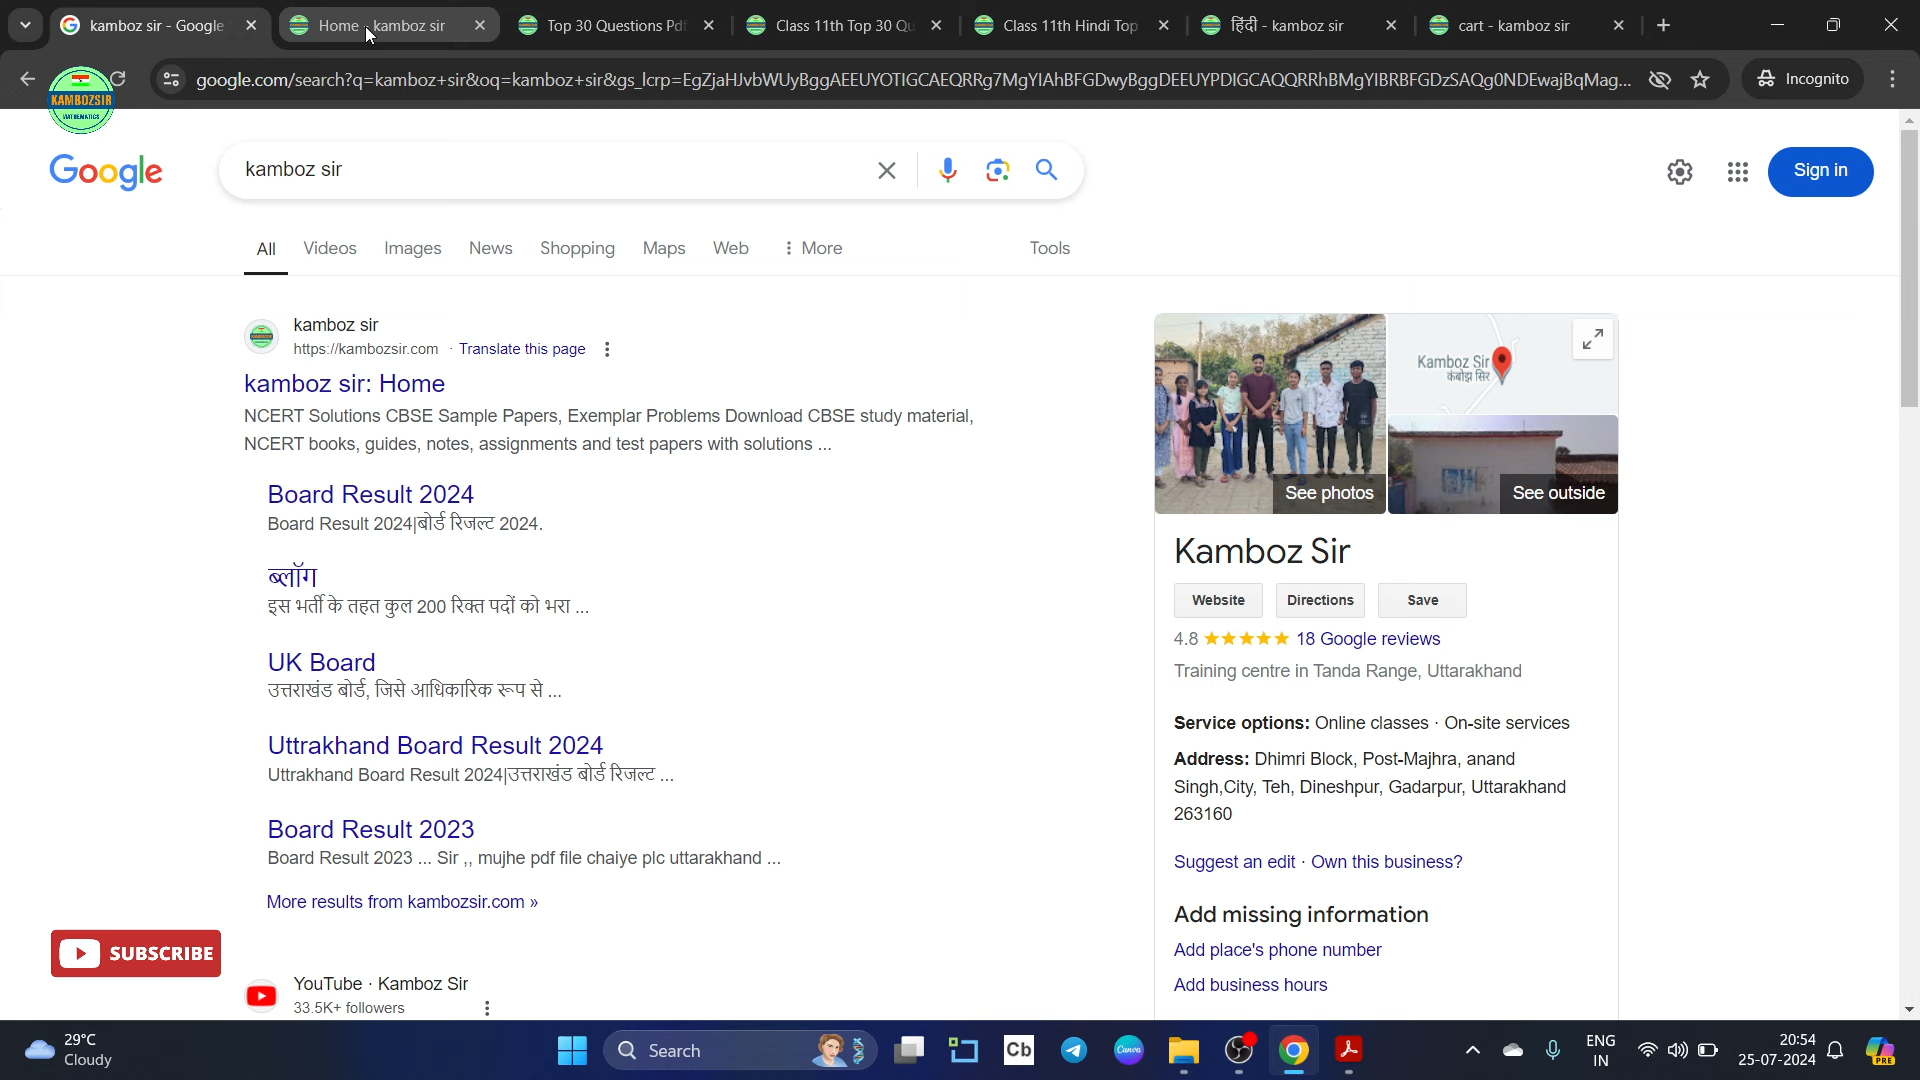 kamboz sir - Google
Home - kamboz sir
Top 30 Questions Pdf
Class 11th Top 30 Qu
Class 11th Hindi Top
हिंदी - kamboz sir
cart - kamboz sir
google.com/search?q=kamboz+sir&oq=kamboz+sir&gs_lcrp=EgZjaHJvbWUyBggAEEUYOTIGCAEQRRg7MgYIAhBFGDwyBggDEEUYPDIGCAQQRRhBMgYIBRBFGDzSAQg0NDEwajBqMag...
Incognito
KAMBOZSIR
MATHEMATICS
Google
kamboz sir
Sign in
All Videos Images News Shopping Maps Web More Tools
kamboz sir
https://kambozsir.com · Translate this page
kamboz sir: Home
NCERT Solutions CBSE Sample Papers, Exemplar Problems Download CBSE study material,
NCERT books, guides, notes, assignments and test papers with solutions ...
Board Result 2024
Board Result 2024|बोर्ड रिजल्ट 2024.
ब्लॉग
इस भर्ती के तहत कुल 200 रिक्त पदों को भरा ...
UK Board
उत्तराखंड बोर्ड, जिसे आधिकारिक रूप से ...
Uttrakhand Board Result 2024
Uttrakhand Board Result 2024|उत्तराखंड बोर्ड रिजल्ट ...
Board Result 2023
Board Result 2023 ... Sir ,, mujhe pdf file chaiye plc uttarakhand ...
More results from kambozsir.com »
SUBSCRIBE
YouTube · Kamboz Sir
33.5K+ followers
Kamboz Sir
कंबोझ सिर
See photos
See outside
Kamboz Sir
Website
Directions
Save
4.8 18 Google reviews
Training centre in Tanda Range, Uttarakhand
Service options: Online classes · On-site services
Address: Dhimri Block, Post-Majhra, anand
Singh,City, Teh, Dineshpur, Gadarpur, Uttarakhand
263160
Suggest an edit · Own this business?
Add missing information
Add place's phone number
Add business hours
29°C
Cloudy
Search
Cb
Canva
ENG
IN
20:54
25-07-2024
PRE